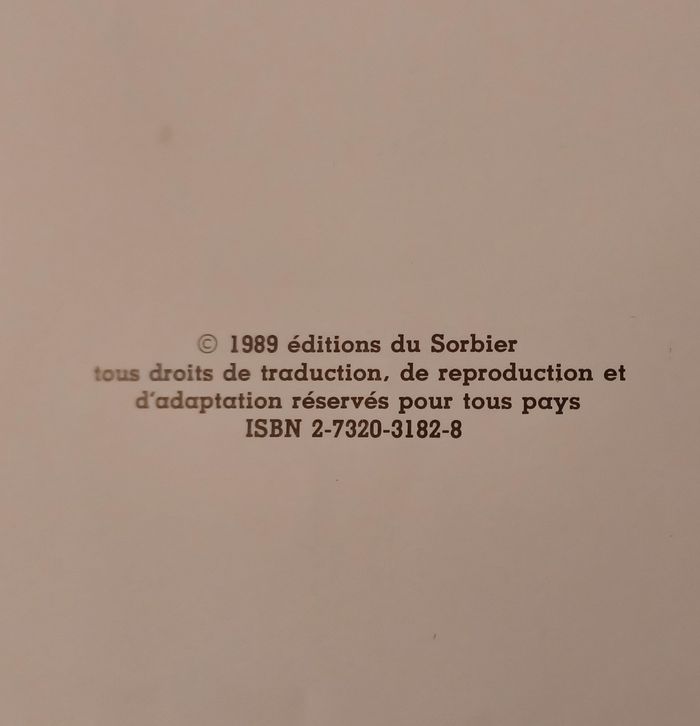 © 1989 éditions du Sorbier
tous droits de traduction, de reproduction et
d'adaptation réservés pour tous pays
ISBN 2-7320-3182-8